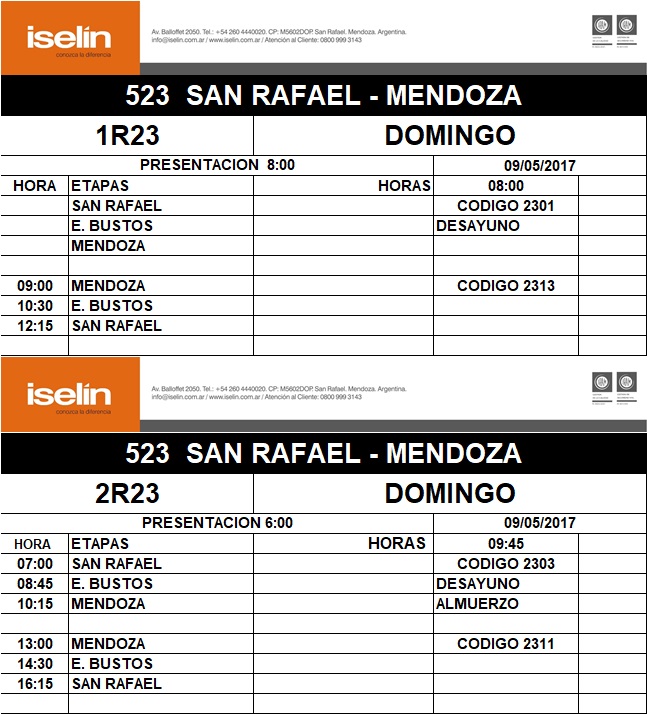 iselín
conozca la diferencia
Av. Balloffet 2050. Tel.: +54 260 4440020. CP: M5602DOP. San Rafael. Mendoza. Argentina.
info@iselin.com.ar / www.iselin.com.ar / Atención al Cliente: 0800 999 3143
523 SAN RAFAEL - MENDOZA
1R23 DOMINGO
PRESENTACION 8:00 09/05/2017
HORA ETAPAS HORAS 08:00
SAN RAFAEL CODIGO 2301
E. BUSTOS DESAYUNO
MENDOZA
09:00 MENDOZA CODIGO 2313
10:30 E. BUSTOS
12:15 SAN RAFAEL
iselín
conozca la diferencia
Av. Balloffet 2050. Tel.: +54 260 4440020. CP: M5602DOP. San Rafael. Mendoza. Argentina.
info@iselin.com.ar / www.iselin.com.ar / Atención al Cliente: 0800 999 3143
523 SAN RAFAEL - MENDOZA
2R23 DOMINGO
PRESENTACION 6:00 09/05/2017
HORA ETAPAS HORAS 09:45
07:00 SAN RAFAEL CODIGO 2303
08:45 E. BUSTOS DESAYUNO
10:15 MENDOZA ALMUERZO
13:00 MENDOZA CODIGO 2311
14:30 E. BUSTOS
16:15 SAN RAFAEL